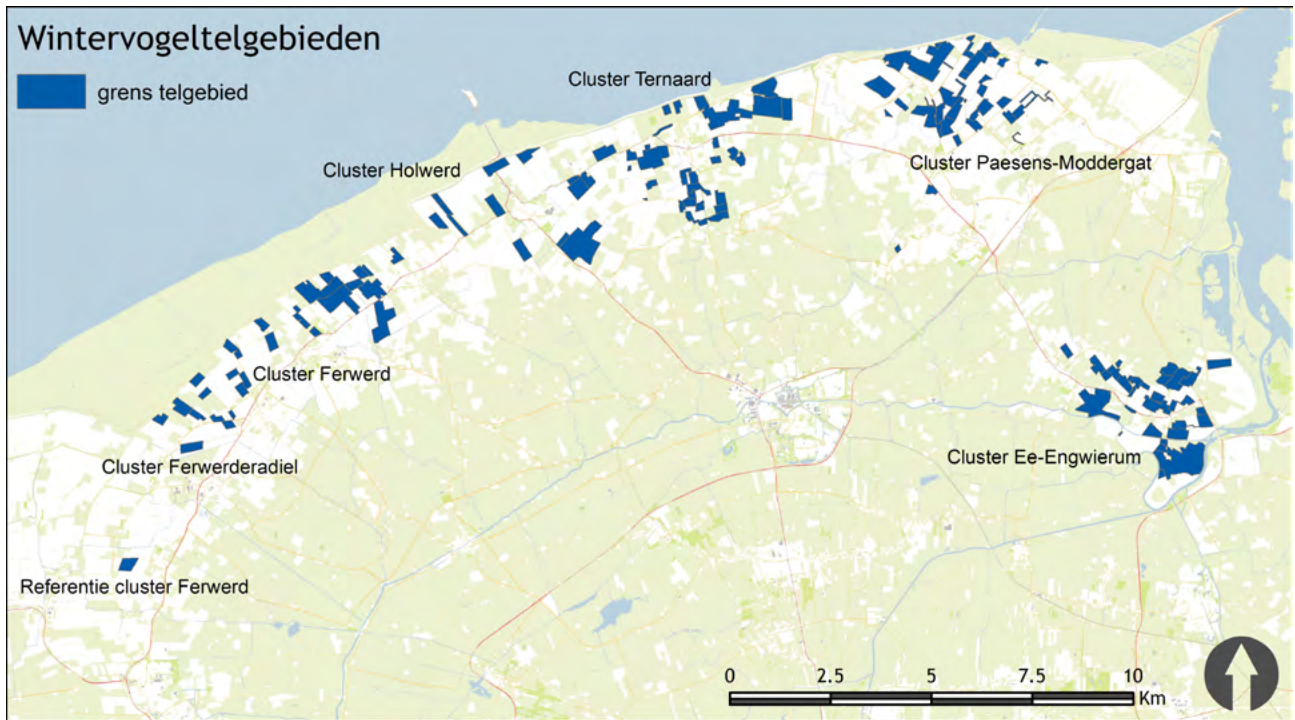 Wintervogeltelgebieden
grens telgebied
Cluster Ternaard
Cluster Holwerd
Cluster Paesens-Moddergat
Cluster Ferwerd
Cluster Ferwerderadiel
Cluster Ee-Engwierum
Referentie cluster Ferwerd
0 2.5 5 7.5 10
Km